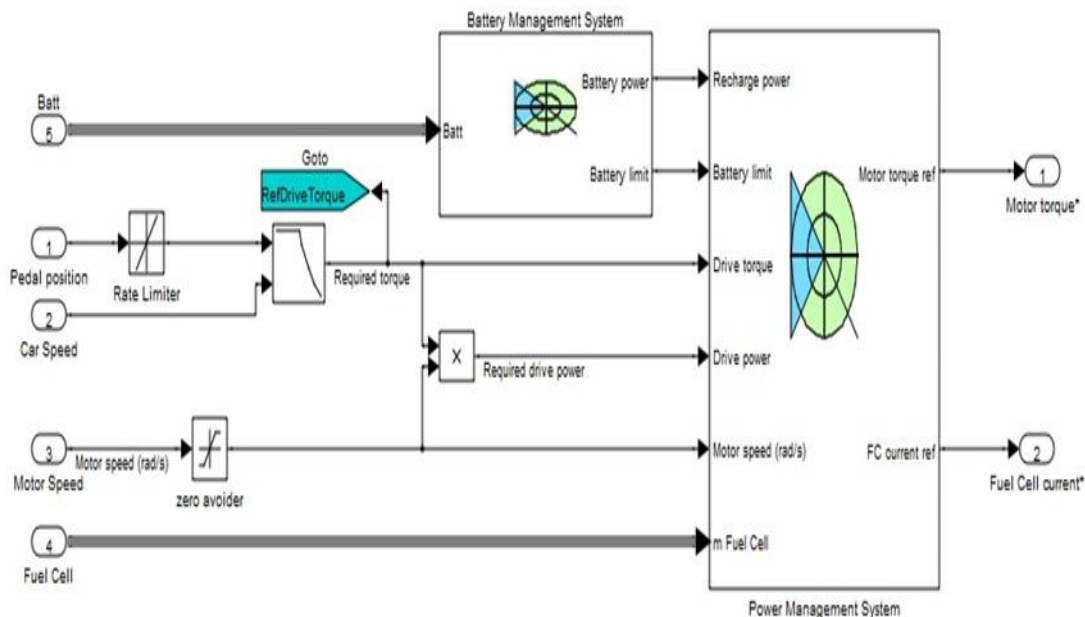 Battery Management System
Batt
5
Batt
Battery power
Battery limit
Recharge power
Battery limit
Goto
RefDriveTorque
1
Pedal position
Rate Limiter
2
Car Speed
Required torque
Drive torque
X
Required drive power
Drive power
3
Motor Speed
Motor speed (rad/s)
zero avoider
Motor speed (rad/s)
4
Fuel Cell
m Fuel Cell
Motor torque ref
1
Motor torque*
FC current ref
2
Fuel Cell current*
Power Management System